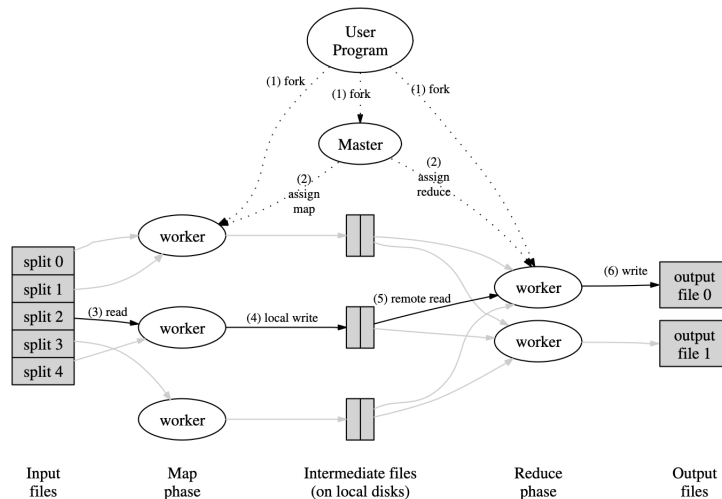 User
Program
(1) fork
(1) fork
(1) fork
Master
(2)
assign
map
(2)
assign
reduce
worker
split 0
split 1
split 2
split 3
split 4
(3) read
worker
(4) local write
(5) remote read
worker
(6) write
output
file 0
worker
output
file 1
worker
Input
files
Map
phase
Intermediate files
(on local disks)
Reduce
phase
Output
files